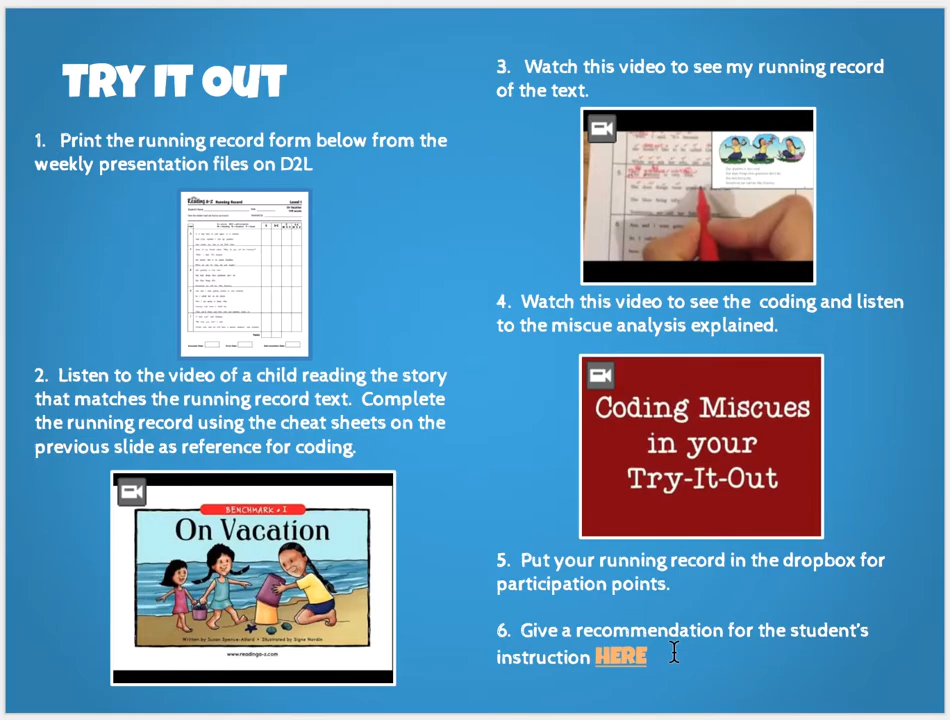 TRY IT OUT
1. Print the running record form below from the
weekly presentation files on D2L
Reading a-z Running Record Level I
2. Listen to the video of a child reading the story
that matches the running record text. Complete
the running record using the cheat sheets on the
previous slide as reference for coding.
BENCHMARK • I
On Vacation
Written by Susan Spence-Adard • Illustrated by Signe Nordin
www.readinga-z.com
3. Watch this video to see my running record
of the text.
4. Watch this video to see the coding and listen
to the miscue analysis explained.
Coding Miscues
in your
Try-It-Out
5. Put your running record in the dropbox for
participation points.
6. Give a recommendation for the student's
instruction HERE